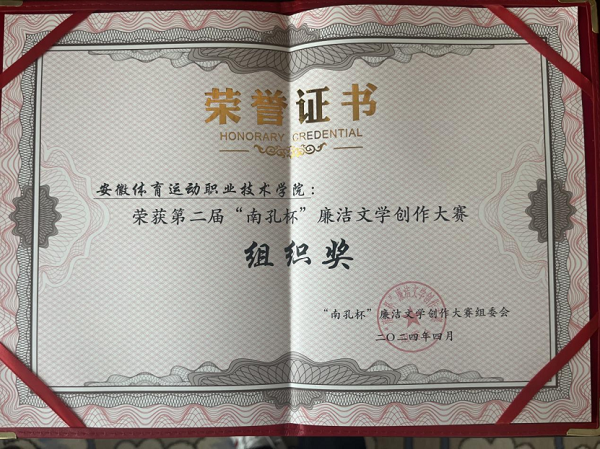 荣誉证书
HONORARY CREDENTIAL
安徽体育运动职业技术学院：
荣获第二届“南孔杯”廉洁文学创作大赛
组织奖
“南孔杯”廉洁文学创作大赛组委会
二〇二四年四月